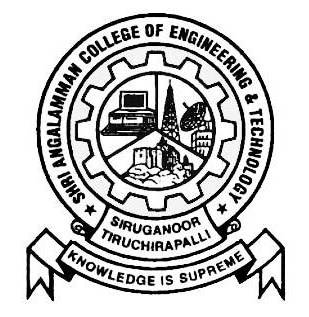 SHRI ANGALAMMAN COLLEGE OF ENGINEERING & TECHNOLOGY
SIRUGANOOR
TIRUCHIRAPALLI
KNOWLEDGE IS SUPREME